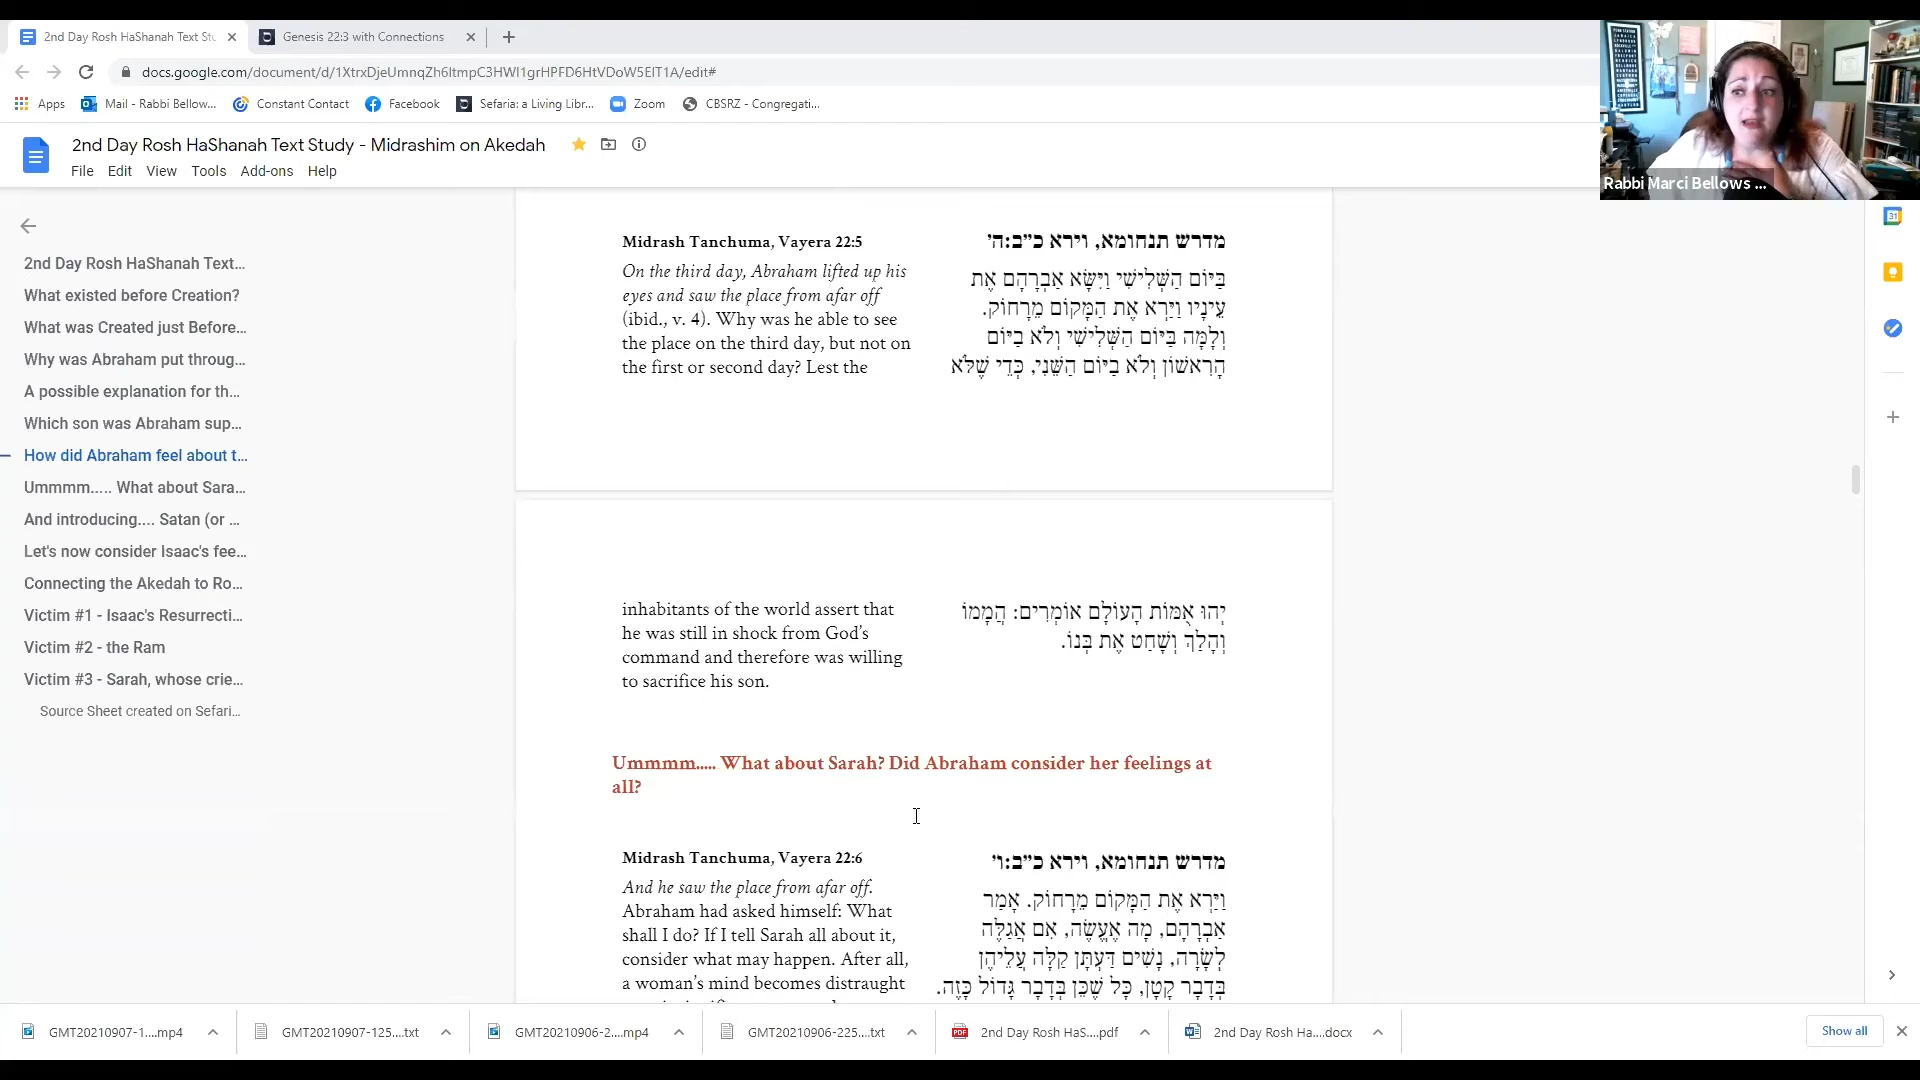 2nd Day Rosh HaShanah Text Stu
Genesis 22:3 with Connections
docs.google.com/document/d/1XtrxDjeUmnqZh6ItmpC3HWI1grHPFD6HtVDoW5EIT1A/edit#
Apps
Mail - Rabbi Bellow...
Constant Contact
Facebook
Sefaria: a Living Libr...
Zoom
CBSRZ - Congregati...
2nd Day Rosh HaShanah Text Study - Midrashim on Akedah
File Edit View Tools Add-ons Help
Rabbi Marci Bellows ...
2nd Day Rosh HaShanah Text...
What existed before Creation?
What was Created just Before...
Why was Abraham put throug...
A possible explanation for th...
Which son was Abraham sup...
How did Abraham feel about t...
Ummmm..... What about Sara...
And introducing.... Satan (or ...
Let's now consider Isaac's fee...
Connecting the Akedah to Ro...
Victim #1 - Isaac's Resurrecti...
Victim #2 - the Ram
Victim #3 - Sarah, whose crie...
Source Sheet created on Sefari...
Midrash Tanchuma, Vayera 22:5
On the third day, Abraham lifted up his
eyes and saw the place from afar off
(ibid., v. 4). Why was he able to see
the place on the third day, but not on
the first or second day? Lest the
מדרש תנחומא, וירא כ״ב:ה׳
בַּיּוֹם הַשְּׁלִישִׁי וַיִּשָּׂא אַבְרָהָם אֶת
עֵינָיו וַיַּרְא אֶת הַמָּקוֹם מֵרָחוֹק.
וְלָמָּה בַּיּוֹם הַשְּׁלִישִׁי וְלֹא בַיּוֹם
הָרִאשׁוֹן וְלֹא בַיּוֹם הַשֵּׁנִי, כְּדֵי שֶׁלֹּא
inhabitants of the world assert that
he was still in shock from God’s
command and therefore was willing
to sacrifice his son.
יְהוּ אֻמּוֹת הָעוֹלָם אוֹמְרִים: הֲמָמוֹ
וְהָלַךְ וְשָׁחַט אֶת בְּנוֹ.
Ummmm..... What about Sarah? Did Abraham consider her feelings at
all?
Midrash Tanchuma, Vayera 22:6
And he saw the place from afar off.
Abraham had asked himself: What
shall I do? If I tell Sarah all about it,
consider what may happen. After all,
a woman’s mind becomes distraught
מדרש תנחומא, וירא כ״ב:ו׳
וַיַּרְא אֶת הַמָּקוֹם מֵרָחוֹק. אָמַר
אַבְרָהָם, מָה אֶעֱשֶׂה, אִם אֲגַלֶּה
לְשָׂרָה, נָשִׁים דַּעְתָּן קַלָּה עֲלֵיהֶן
בְּדָבָר קָטָן, כָּל שֶׁכֵּן בְּדָבָר גָּדוֹל כָּזֶה.
GMT20210907-1....mp4
GMT20210907-125....txt
GMT20210906-2....mp4
GMT20210906-225....txt
2nd Day Rosh HaS....pdf
2nd Day Rosh Ha....docx
Show all